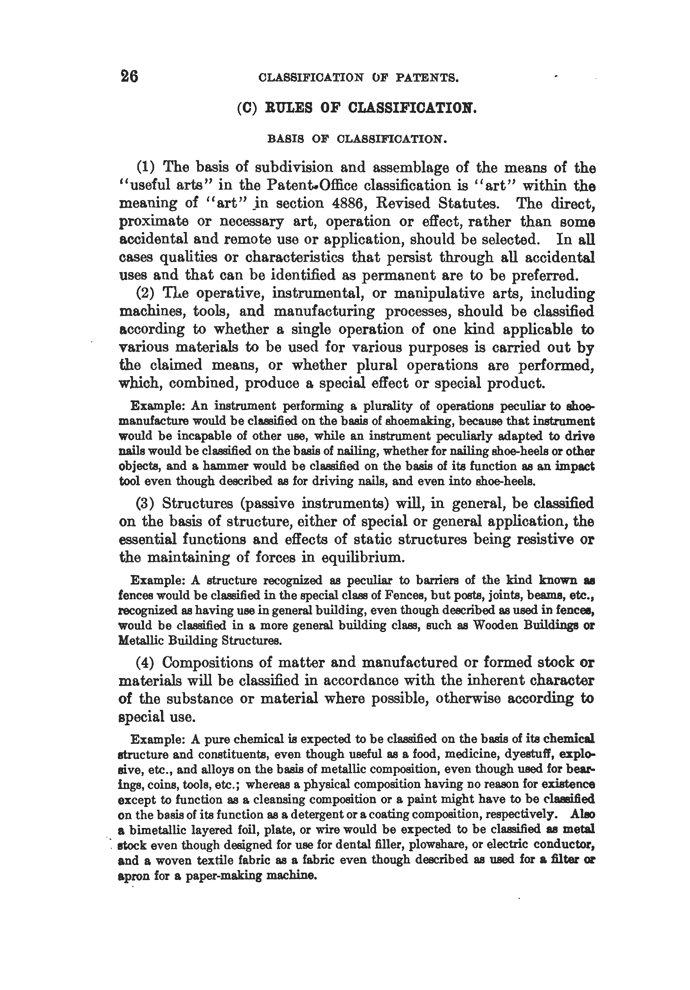 26 CLASSIFICATION OF PATENTS.
(C) RULES OF CLASSIFICATION.
BASIS OF CLASSIFICATION.
(1) The basis of subdivision and assemblage of the means of the
“useful arts” in the Patent Office classification is “art” within the
meaning of “art” in section 4886, Revised Statutes. The direct,
proximate or necessary art, operation or effect, rather than some
accidental and remote use or application, should be selected. In all
cases qualities or characteristics that persist through all accidental
uses and that can be identified as permanent are to be preferred.
(2) The operative, instrumental, or manipulative arts, including
machines, tools, and manufacturing processes, should be classified
according to whether a single operation of one kind applicable to
various materials to be used for various purposes is carried out by
the claimed means, or whether plural operations are performed,
which, combined, produce a special effect or special product.
Example: An instrument performing a plurality of operations peculiar to shoe-
manufacture would be classified on the basis of shoemaking, because that instrument
would be incapable of other use, while an instrument peculiarly adapted to drive
nails would be classified on the basis of nailing, whether for nailing shoe-heels or other
objects, and a hammer would be classified on the basis of its function as an impact
tool even though described as for driving nails, and even into shoe-heels.
(3) Structures (passive instruments) will, in general, be classified
on the basis of structure, either of special or general application, the
essential functions and effects of static structures being resistive or
the maintaining of forces in equilibrium.
Example: A structure recognized as peculiar to barriers of the kind known as
fences would be classified in the special class of Fences, but posts, joints, beams, etc.,
recognized as having use in general building, even though described as used in fences,
would be classified in a more general building class, such as Wooden Buildings or
Metallic Building Structures.
(4) Compositions of matter and manufactured or formed stock or
materials will be classified in accordance with the inherent character
of the substance or material where possible, otherwise according to
special use.
Example: A pure chemical is expected to be classified on the basis of its chemical
structure and constituents, even though useful as a food, medicine, dyestuff, explo-
sive, etc., and alloys on the basis of metallic composition, even though used for bear-
ings, coins, tools, etc.; whereas a physical composition having no reason for existence
except to function as a cleansing composition or a paint might have to be classified
on the basis of its function as a detergent or a coating composition, respectively. Also
a bimetallic layered foil, plate, or wire would be expected to be classified as metal
stock even though designed for use for dental filler, plowshare, or electric conductor,
and a woven textile fabric as a fabric even though described as used for a filter or
apron for a paper-making machine.